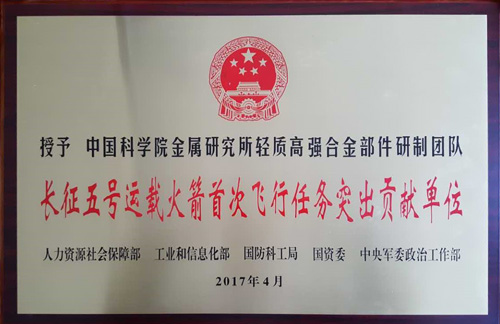 授予 中国科学院金属研究所轻质高强合金部件研制团队
长征五号运载火箭首次飞行任务突出贡献单位
人力资源社会保障部 工业和信息化部 国防科工局 国资委 中央军委政治工作部
2017年4月